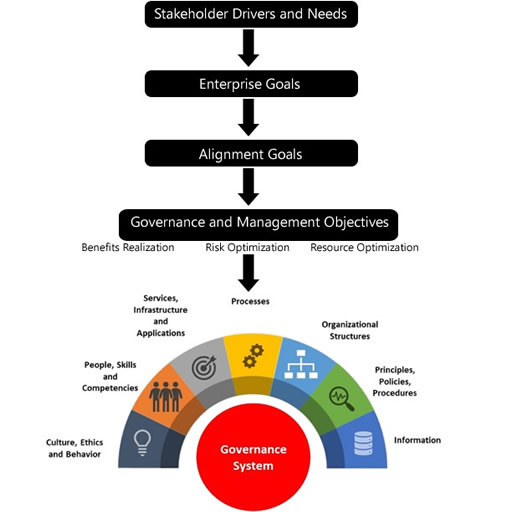 Stakeholder Drivers and Needs
Enterprise Goals
Alignment Goals
Governance and Management Objectives
Benefits Realization Risk Optimization Resource Optimization
Processes
Services,
Infrastructure
and
Applications
Organizational
Structures
People, Skills
and
Competencies
Principles,
Policies,
Procedures
Culture, Ethics
and Behavior
Information
Governance
System